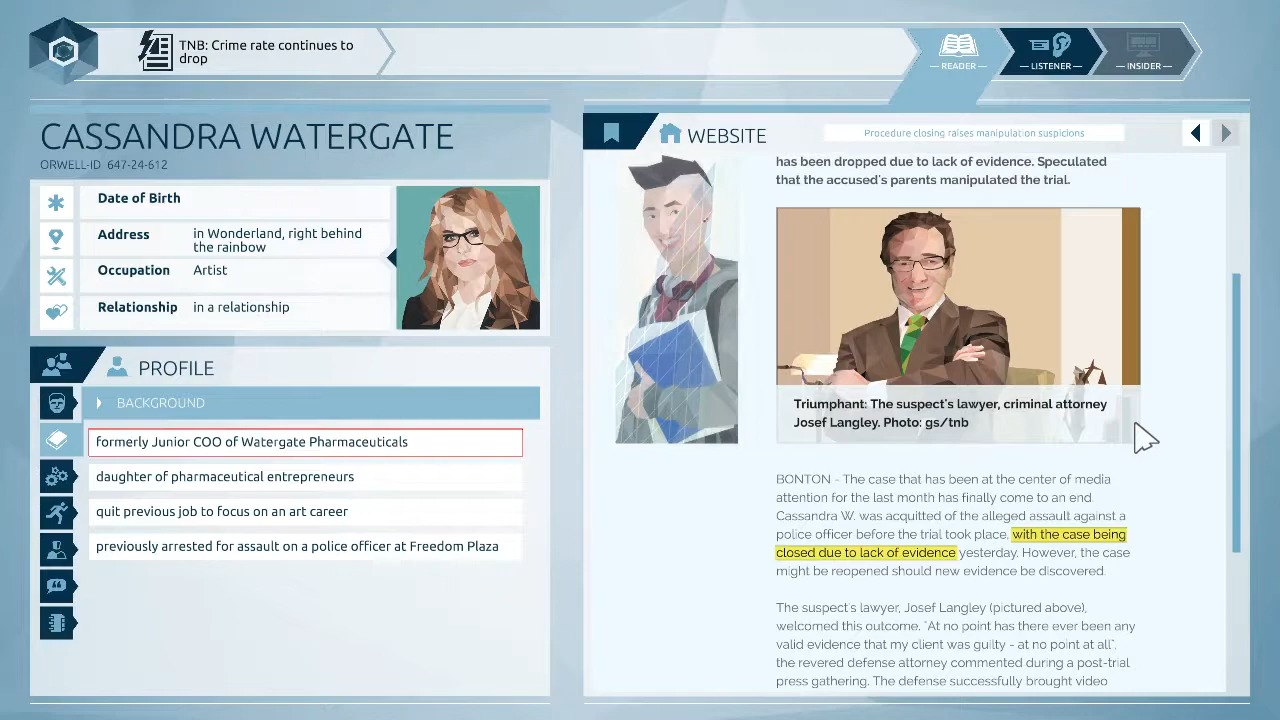 TNB: Crime rate continues to
drop
— READER —
— LISTENER —
— INSIDER —
CASSANDRA WATERGATE
ORWELL-ID 647-24-612
Date of Birth
Address in Wonderland, right behind
the rainbow
Occupation Artist
Relationship in a relationship
PROFILE
BACKGROUND
formerly Junior COO of Watergate Pharmaceuticals
daughter of pharmaceutical entrepreneurs
quit previous job to focus on an art career
previously arrested for assault on a police officer at Freedom Plaza
WEBSITE
Procedure closing raises manipulation suspicions
has been dropped due to lack of evidence. Speculated
that the accused's parents manipulated the trial.
Triumphant: The suspect's lawyer, criminal attorney
Josef Langley. Photo: gs/tnb
BONTON - The case that has been at the center of media
attention for the last month has finally come to an end.
Cassandra W. was acquitted of the alleged assault against a
police officer before the trial took place, with the case being
closed due to lack of evidence yesterday. However, the case
might be reopened should new evidence be discovered.
The suspect's lawyer, Josef Langley (pictured above),
welcomed this outcome. "At no point has there ever been any
valid evidence that my client was guilty - at no point at all",
the revered defense attorney commented during a post-trial
press gathering. The defense successfully brought video